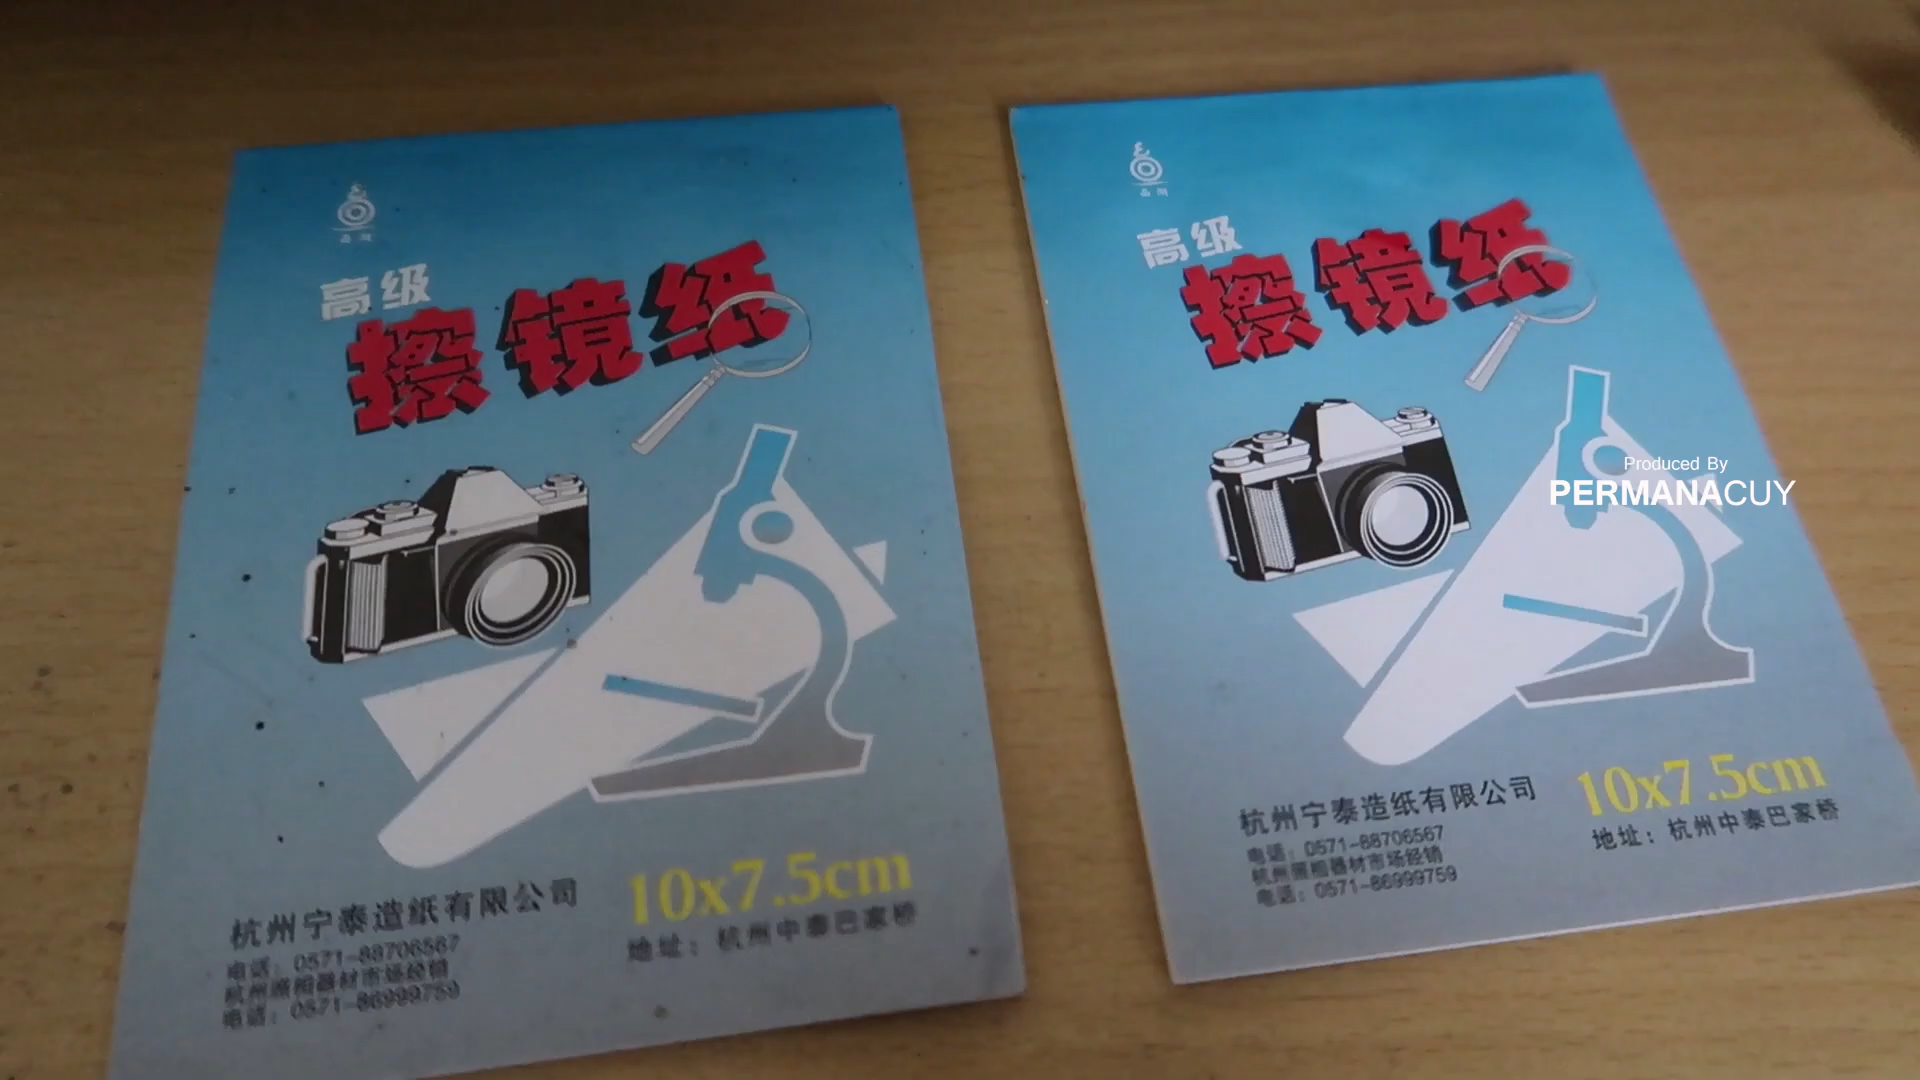 高级
擦镜纸
10x7.5cm
杭州宁泰造纸有限公司
地址：杭州中泰巴家桥
电话：0571-88706567
杭州照相器材市场经销
电话：0571-86999759
高级
擦镜纸
Produced By
PERMANACUY
10x7.5cm
杭州宁泰造纸有限公司
地址：杭州中泰巴家桥
电话：0571-88706567
杭州照相器材市场经销
电话：0571-86999759